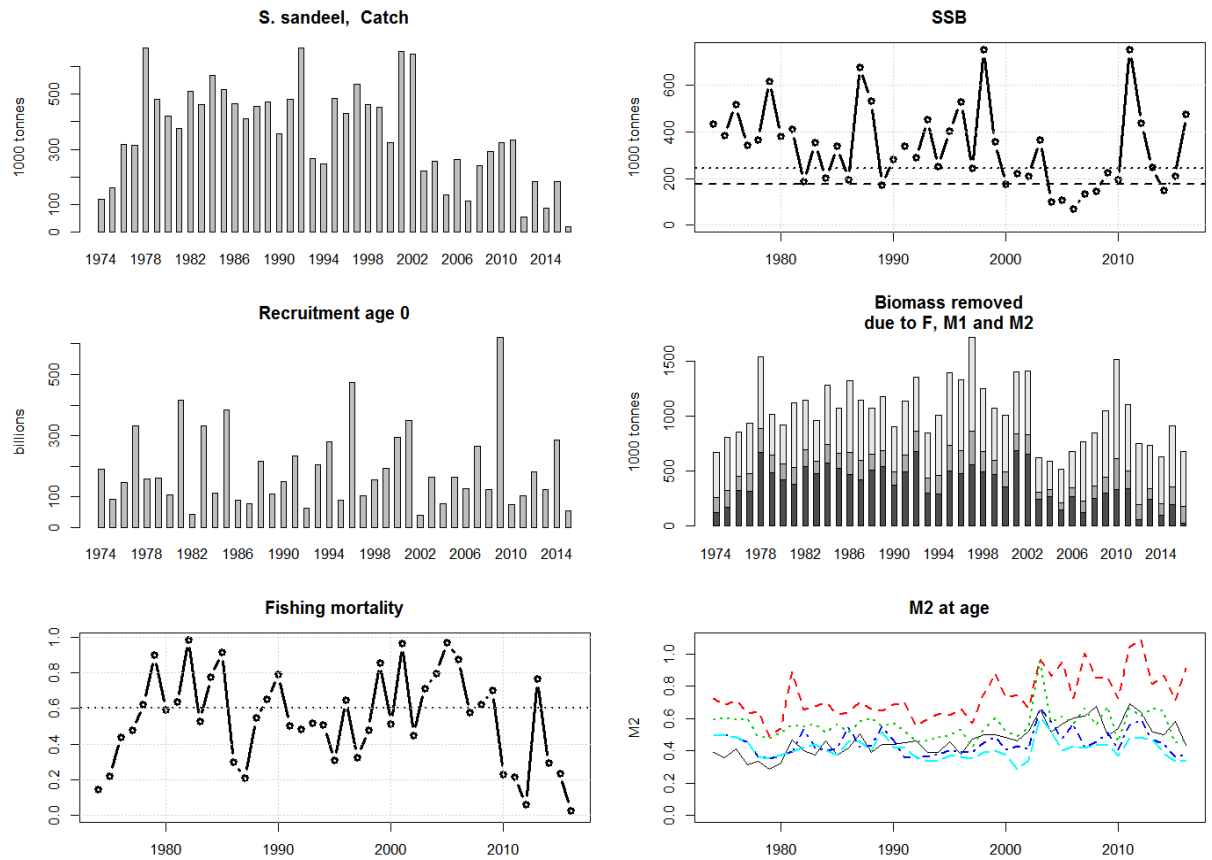 S. sandeel, Catch
1000 tonnes
0 100 300 500
1974 1978 1982 1986 1990 1994 1998 2002 2006 2010 2014
SSB
1000 tonnes
0 200 400 600
1980 1990 2000 2010
Recruitment age 0
billions
0 100 300 500
1974 1978 1982 1986 1990 1994 1998 2002 2006 2010 2014
Biomass removed
due to F, M1 and M2
1000 tonnes
0 500 1000 1500
1974 1978 1982 1986 1990 1994 1998 2002 2006 2010 2014
Fishing mortality
0.0 0.2 0.4 0.6 0.8 1.0
1980 1990 2000 2010
M2 at age
M2
0.0 0.2 0.4 0.6 0.8 1.0
1980 1990 2000 2010